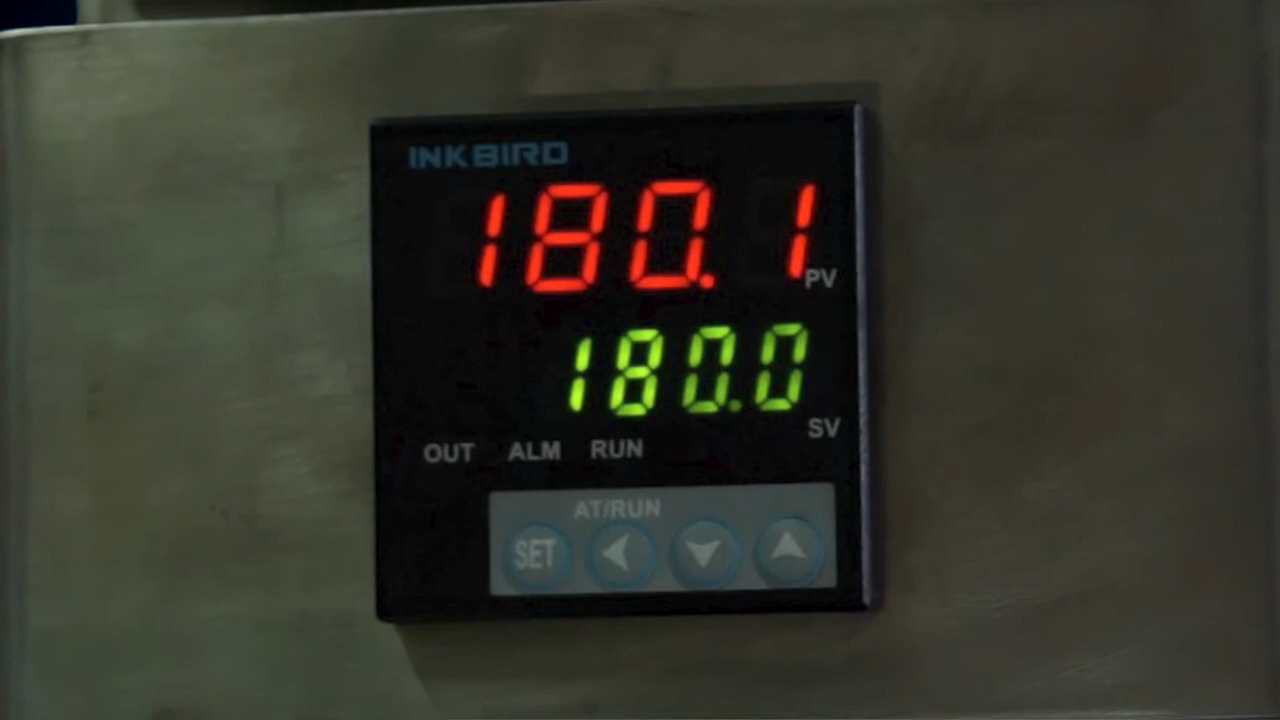 INKBIRD
180.1
PV
180.0
SV
OUT ALM RUN
AT/RUN
SET